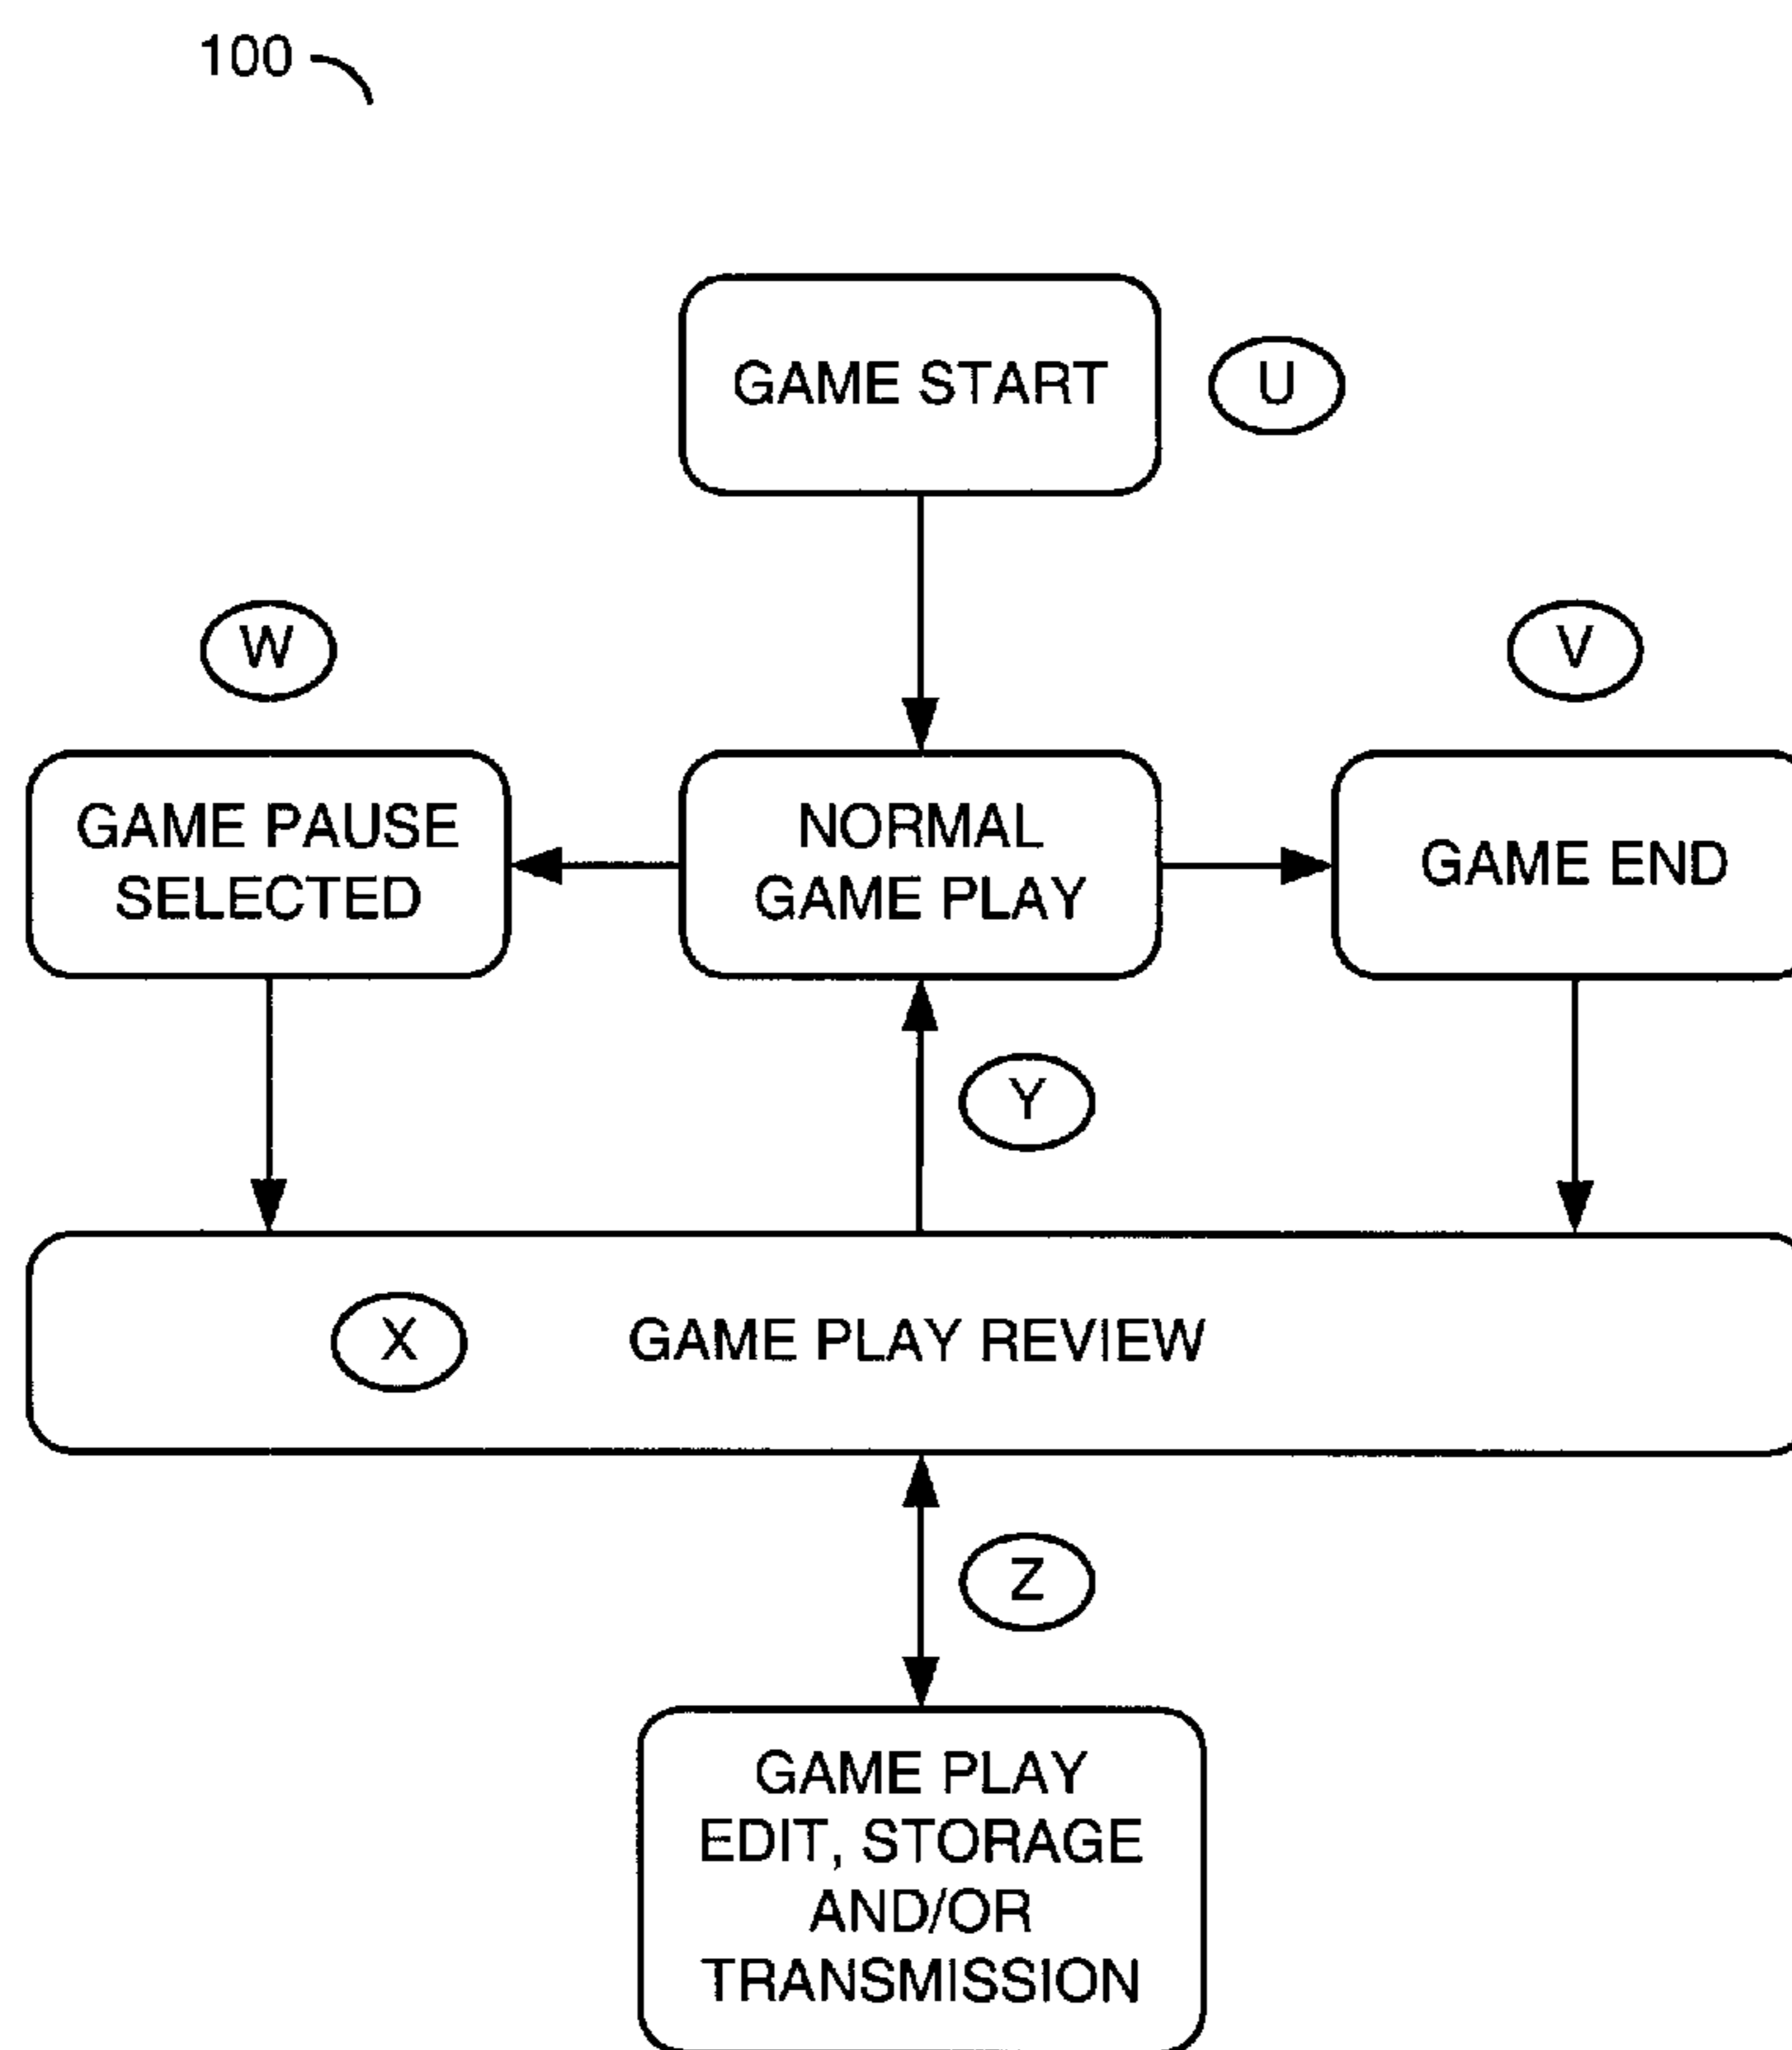 100
GAME START
U
W
V
GAME PAUSE
SELECTED
NORMAL
GAME PLAY
GAME END
Y
X
GAME PLAY REVIEW
Z
GAME PLAY
EDIT, STORAGE
AND/OR
TRANSMISSION